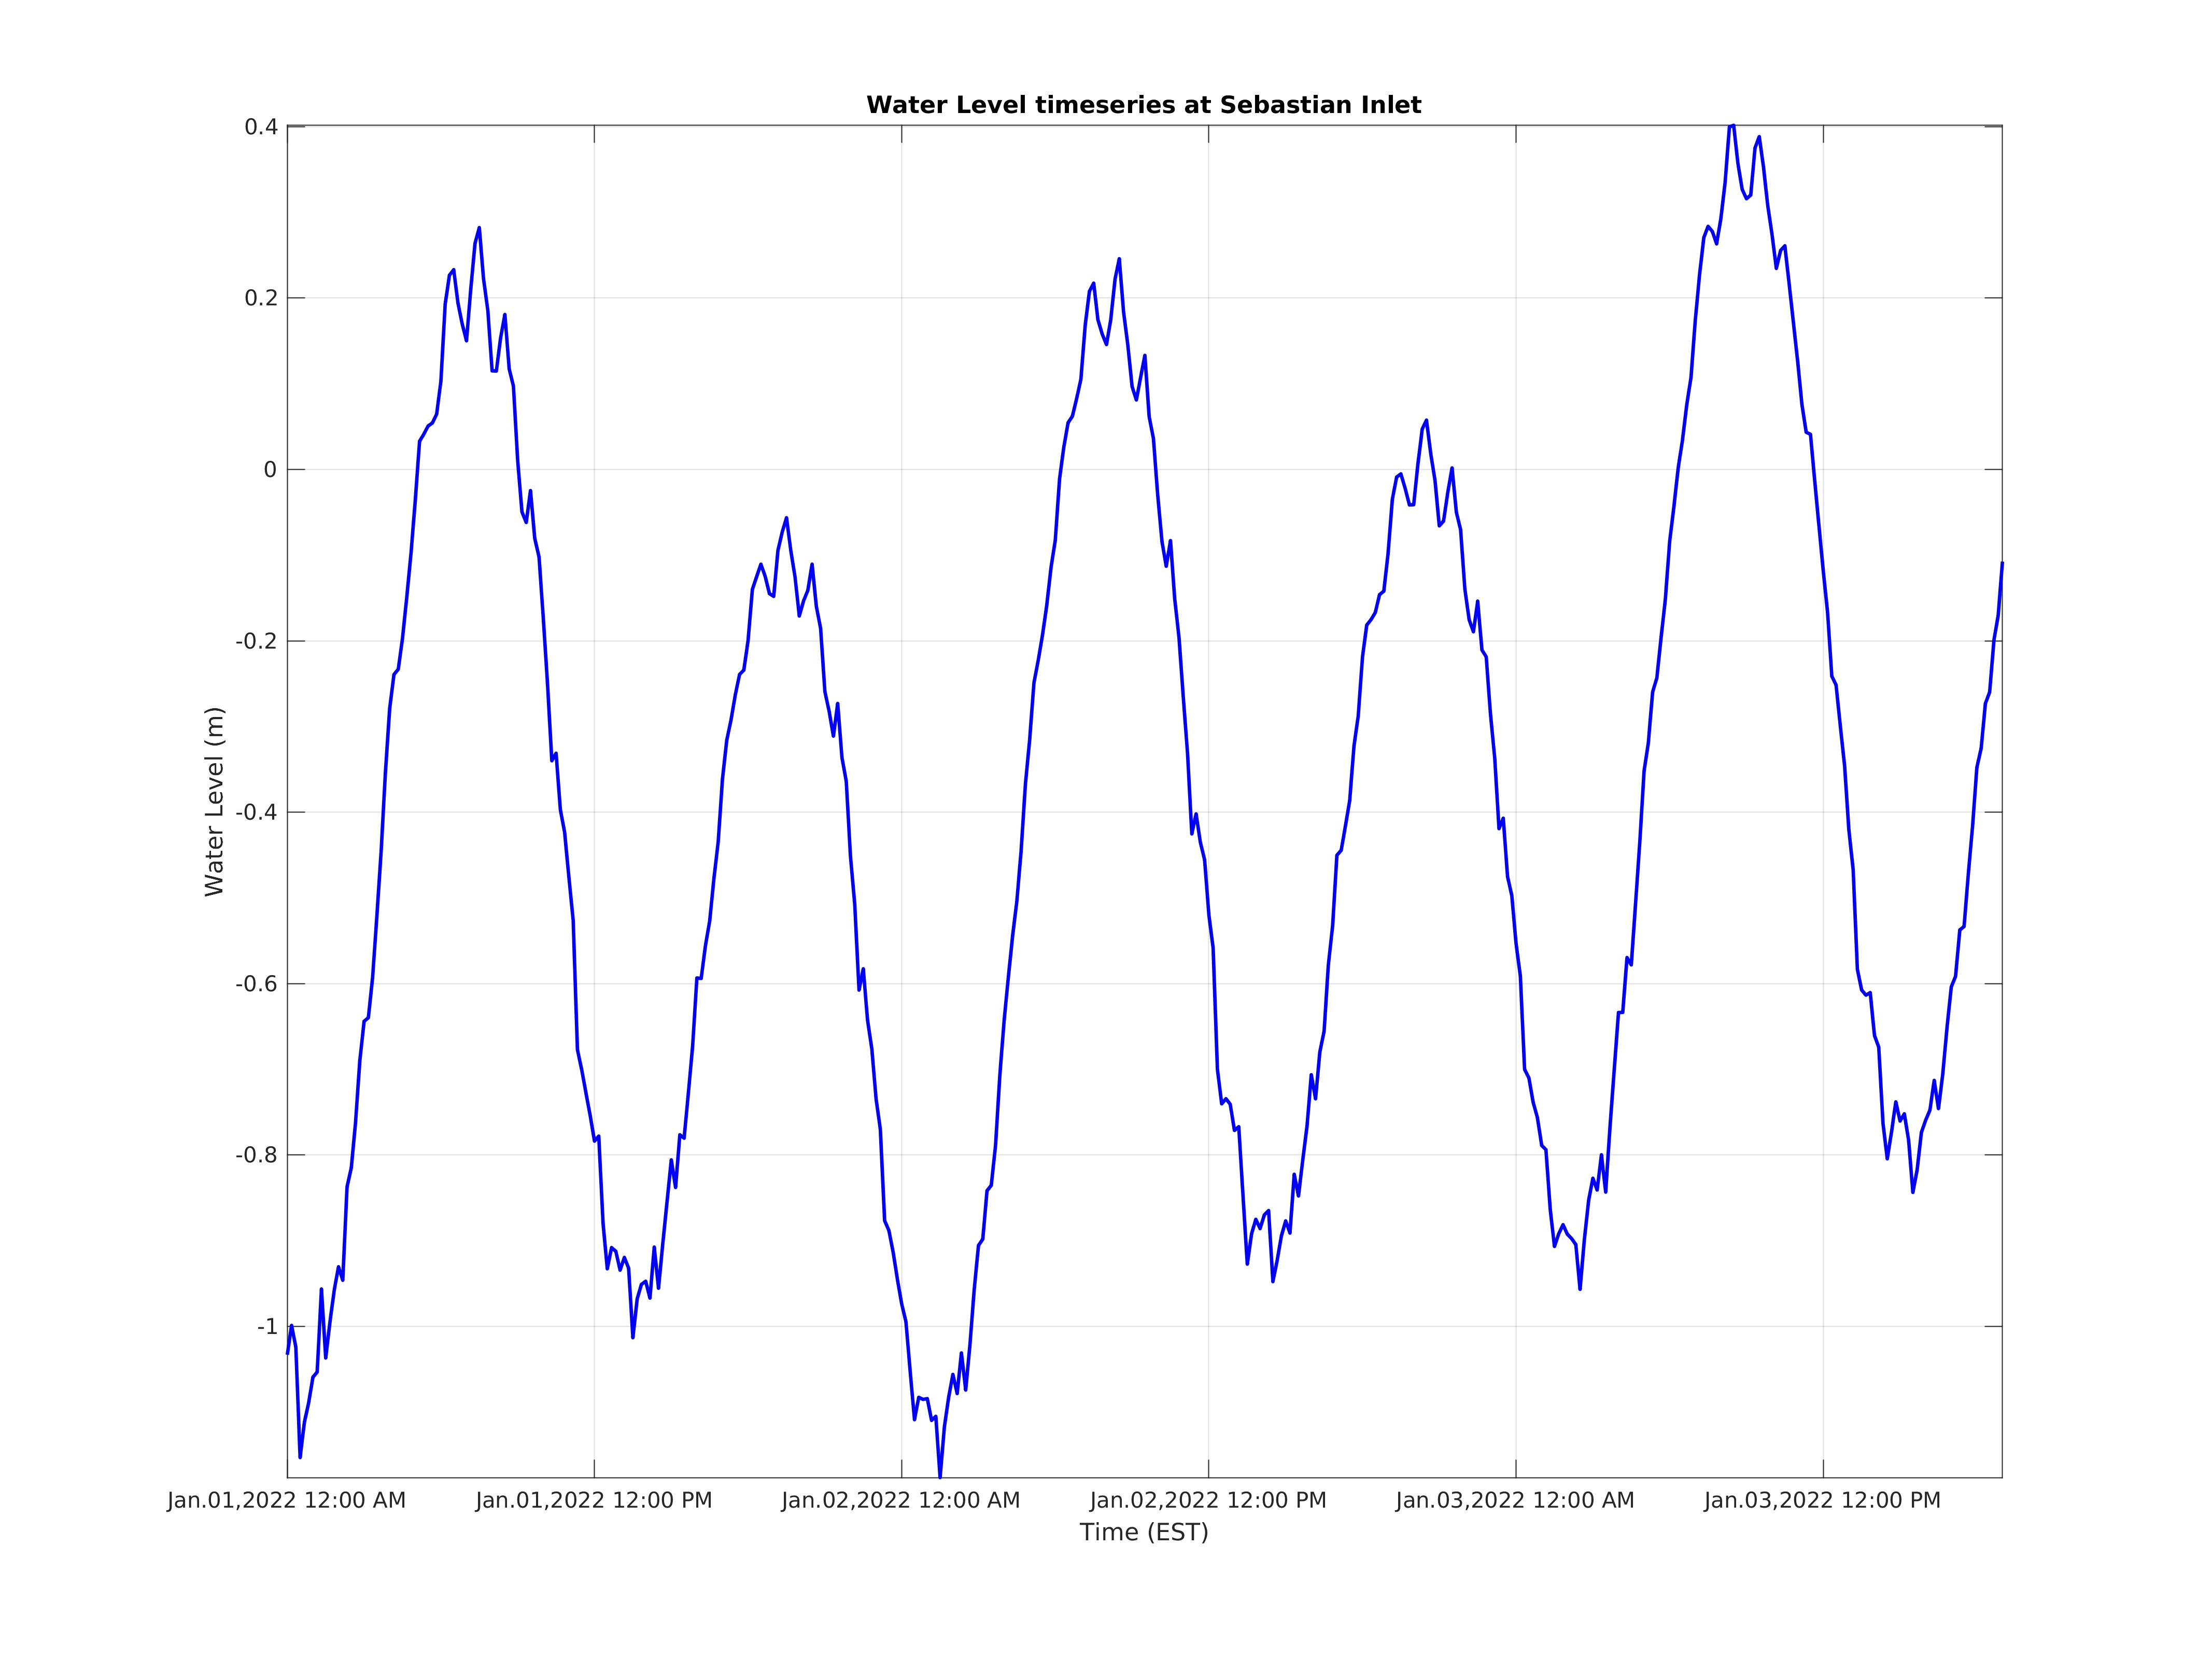 Water Level timeseries at Sebastian Inlet
0.4
0.2
0
-0.2
-0.4
-0.6
-0.8
-1
Water Level (m)
Jan.01,2022 12:00 AM
Jan.01,2022 12:00 PM
Jan.02,2022 12:00 AM
Jan.02,2022 12:00 PM
Jan.03,2022 12:00 AM
Jan.03,2022 12:00 PM
Time (EST)